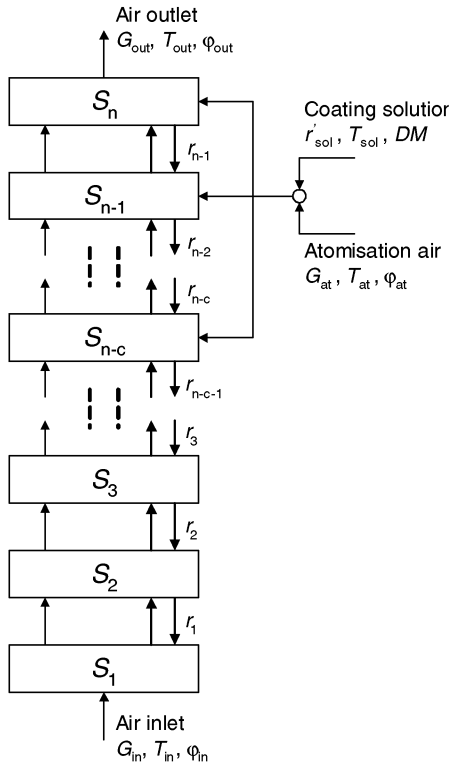 Air outlet
G_out, T_out, φ_out
S_n
Coating solution
r'_sol , T_sol , DM
r_n-1
S_n-1
r_n-2
Atomisation air
G_at , T_at , φ_at
r_n-c
S_n-c
r_n-c-1
r_3
S_3
r_2
S_2
r_1
S_1
Air inlet
G_in, T_in, φ_in